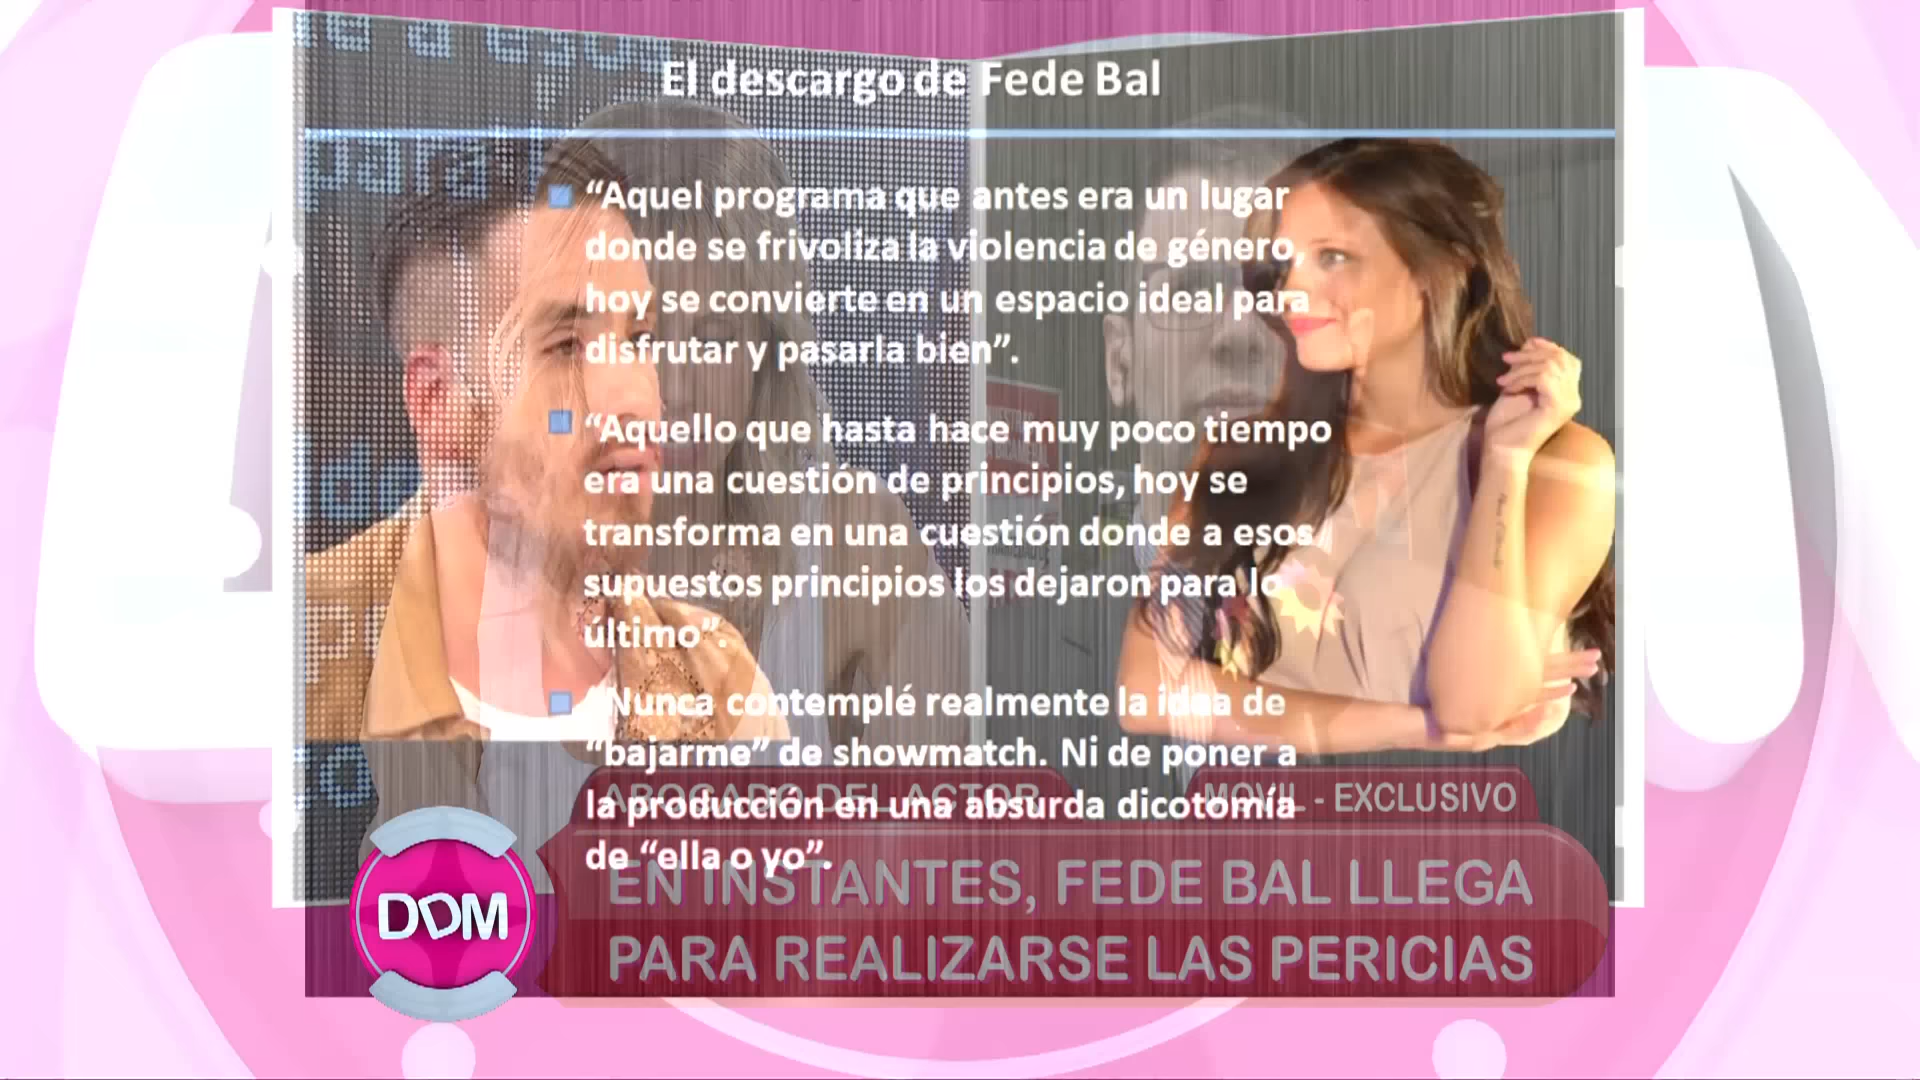 El descargo de Fede Bal
“Aquel programa que antes era un lugar
donde se frivoliza la violencia de género,
hoy se convierte en un espacio ideal para
disfrutar y pasarla bien”.
“Aquello que hasta hace muy poco tiempo
era una cuestión de principios, hoy se
transforma en una cuestión donde a esos
supuestos principios los dejaron para lo
último”.
“Nunca contemplé realmente la idea de
“bajarme” de showmatch. Ni de poner a
la producción en una absurda dicotomía
de “ella o yo”.
ABOGADO DEL ACTOR
MOVIL - EXCLUSIVO
EN INSTANTES, FEDE BAL LLEGA
PARA REALIZARSE LAS PERICIAS
DDM